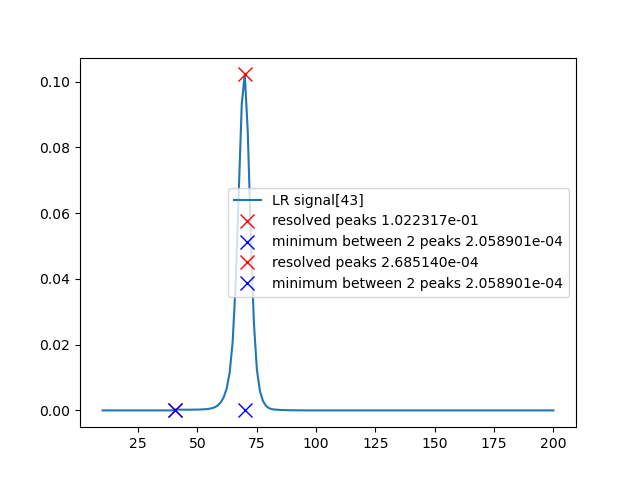 0.10
0.08
0.06
0.04
0.02
0.00
LR signal[43]
resolved peaks 1.022317e-01
minimum between 2 peaks 2.058901e-04
resolved peaks 2.685140e-04
minimum between 2 peaks 2.058901e-04
25 50 75 100 125 150 175 200